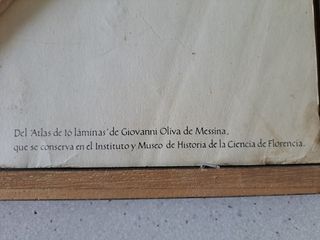 Del "Atlas de 16 láminas" de Giovanni Oliva de Messina,
que se conserva en el Instituto y Museo de Historia de la Ciencia de Florencia.